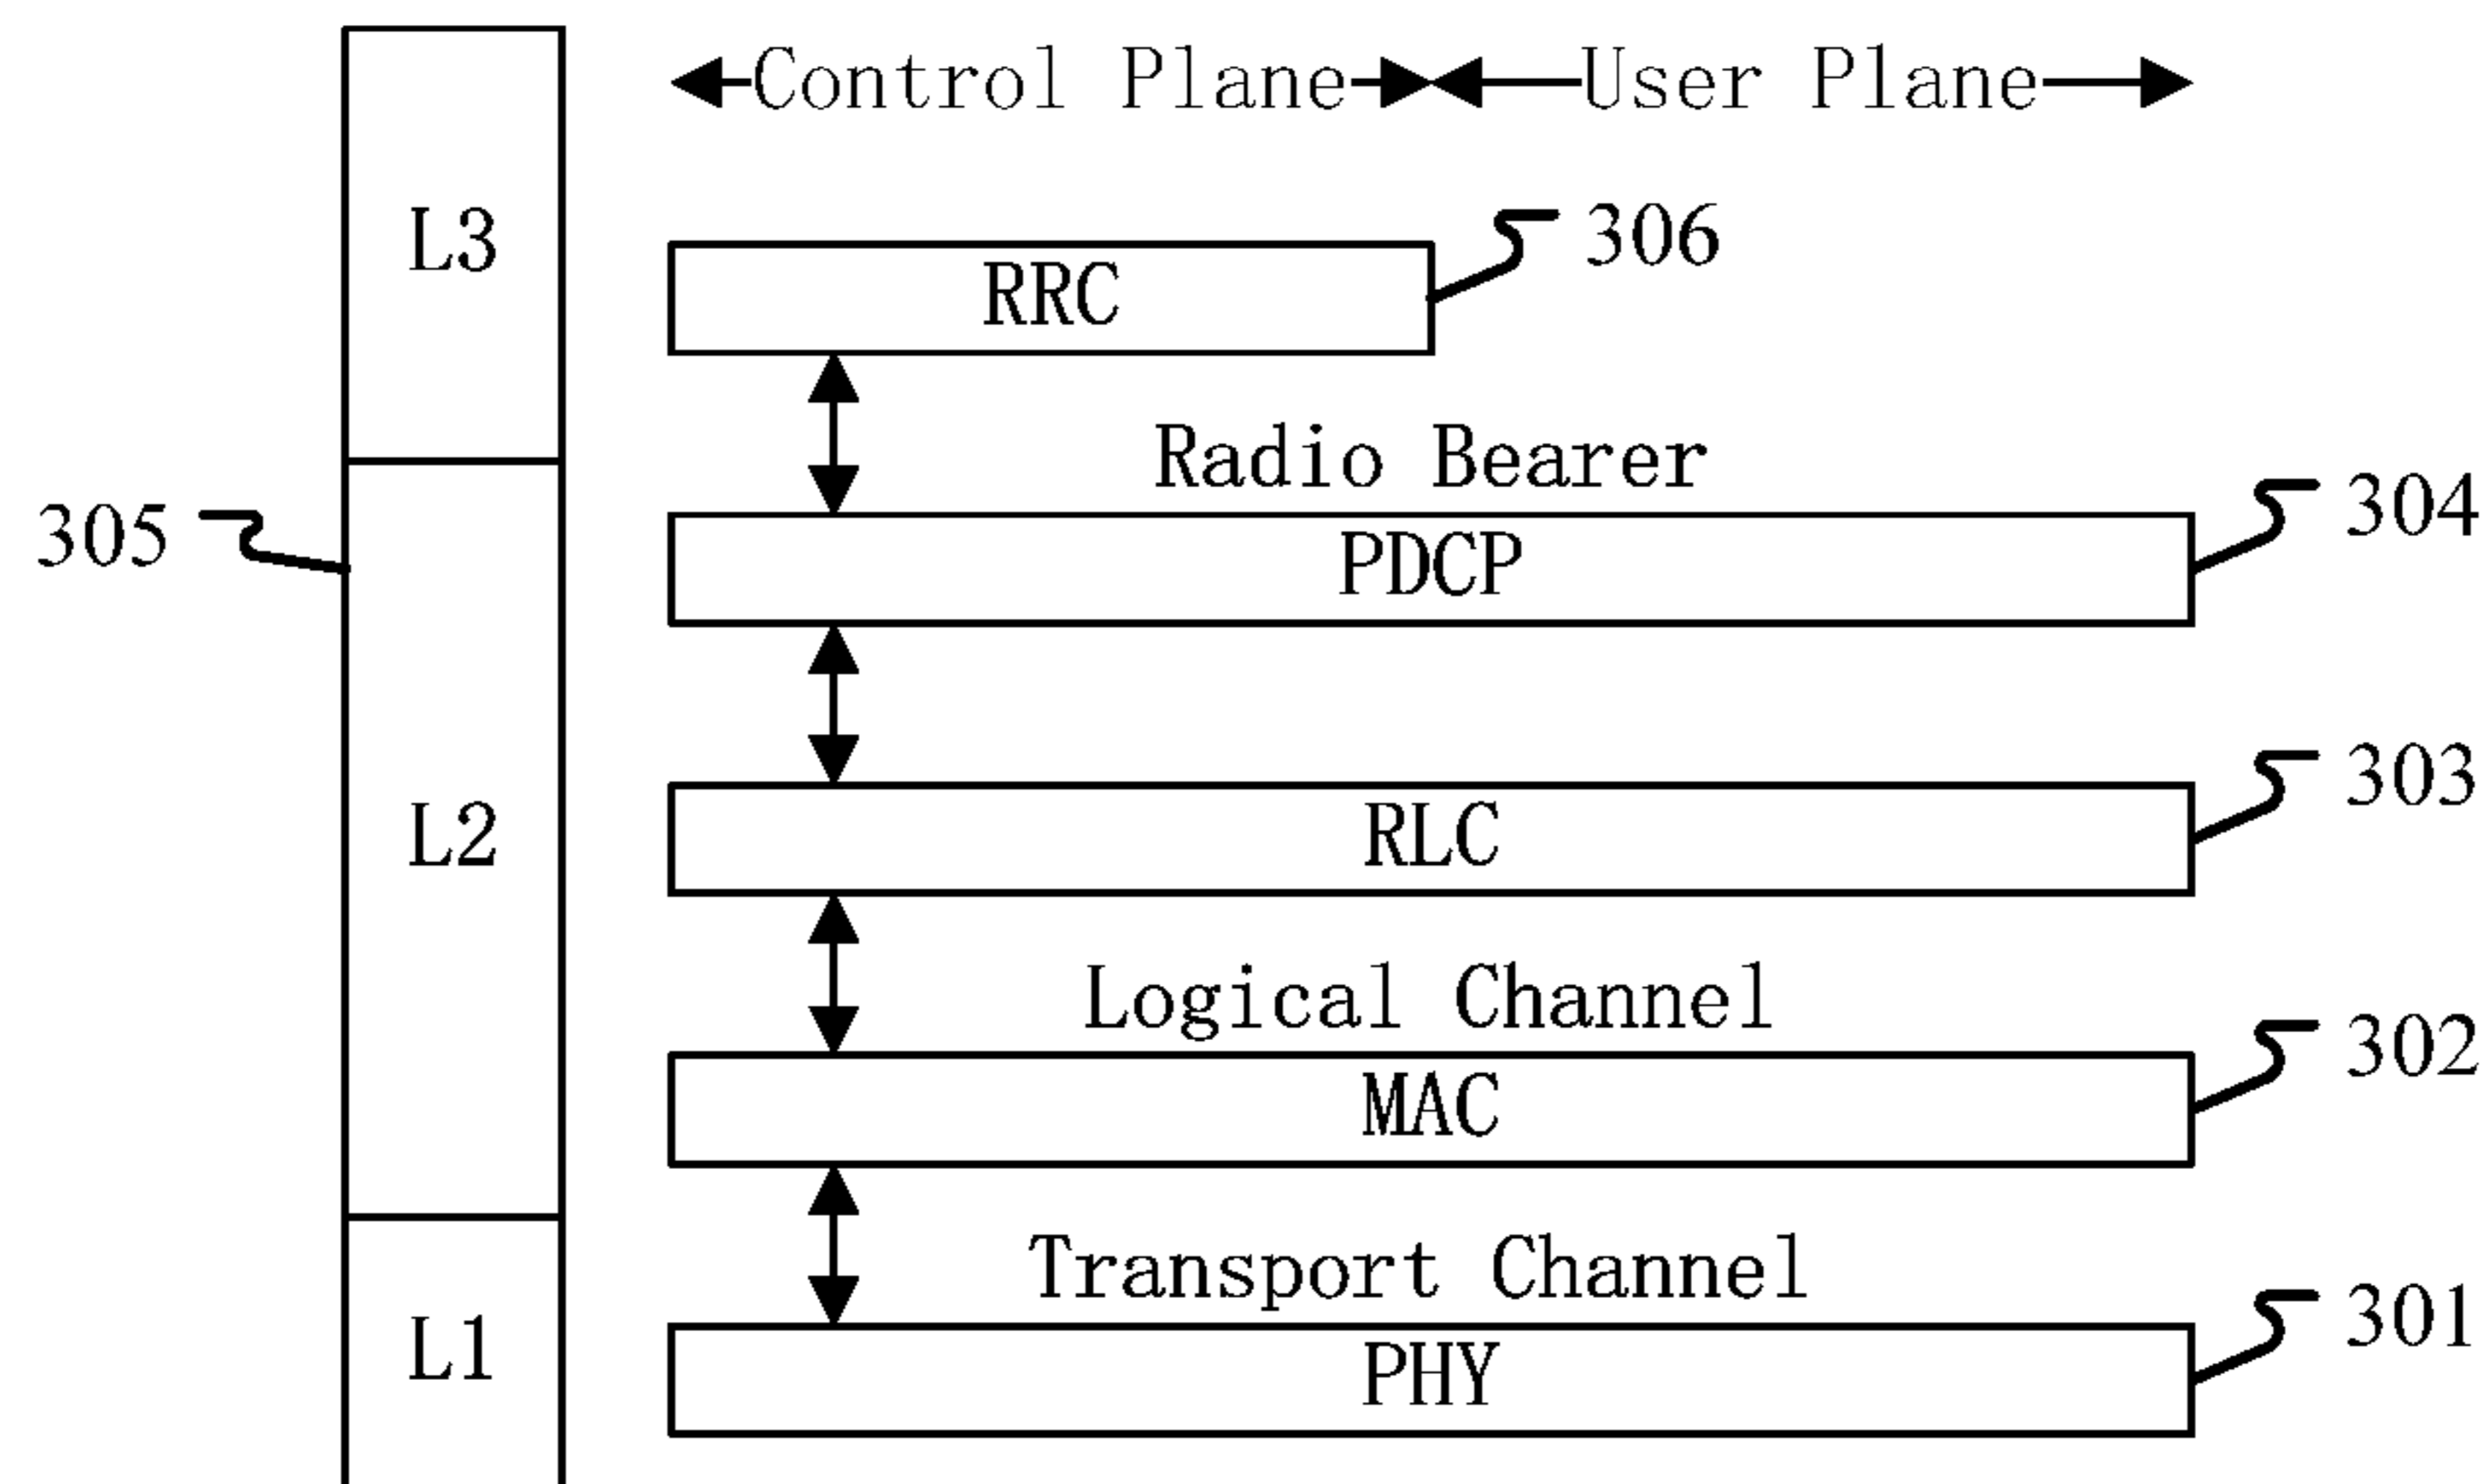 Control Plane User Plane
L3
RRC
306
Radio Bearer
305
PDCP
304
L2
RLC
303
Logical Channel
MAC
302
Transport Channel
L1
PHY
301